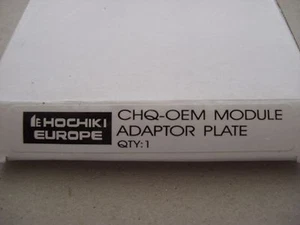 HOCHIKI
EUROPE
CHQ-OEM MODULE
ADAPTOR PLATE
QTY:1